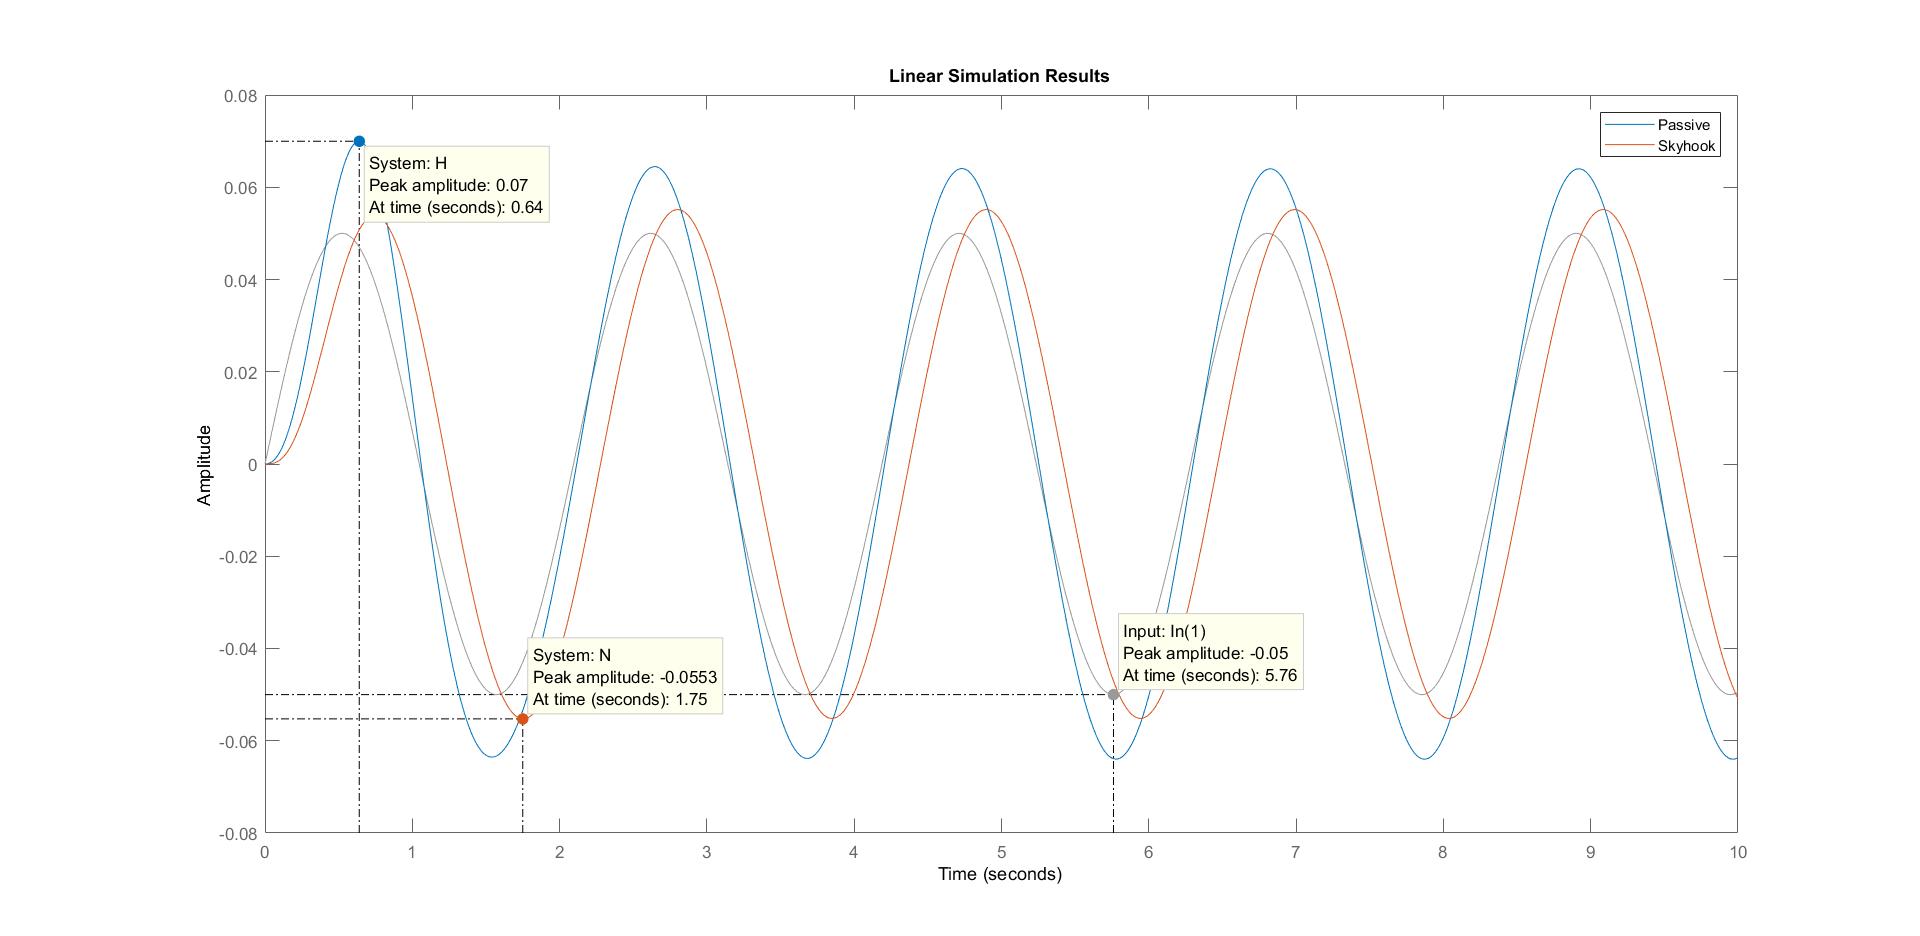 Linear Simulation Results
0.08
0.06
0.04
0.02
0
-0.02
-0.04
-0.06
-0.08
Amplitude
Passive
Skyhook
System: H
Peak amplitude: 0.07
At time (seconds): 0.64
System: N
Peak amplitude: -0.0553
At time (seconds): 1.75
Input: In(1)
Peak amplitude: -0.05
At time (seconds): 5.76
0 1 2 3 4 5 6 7 8 9 10
Time (seconds)